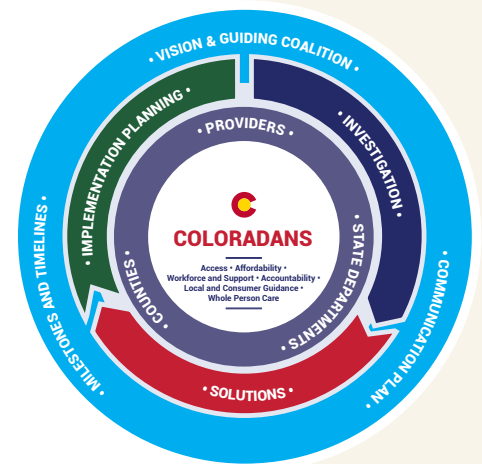 • VISION & GUIDING COALITION •
• COMMUNICATION PLAN •
• MILESTONES AND TIMELINES •
• IMPLEMENTATION PLANNING •
• INVESTIGATION •
• SOLUTIONS •
• PROVIDERS •
• STATE DEPARTMENTS •
• COUNTIES •
COLORADANS
Access • Affordability •
Workforce and Support • Accountability •
Local and Consumer Guidance •
Whole Person Care